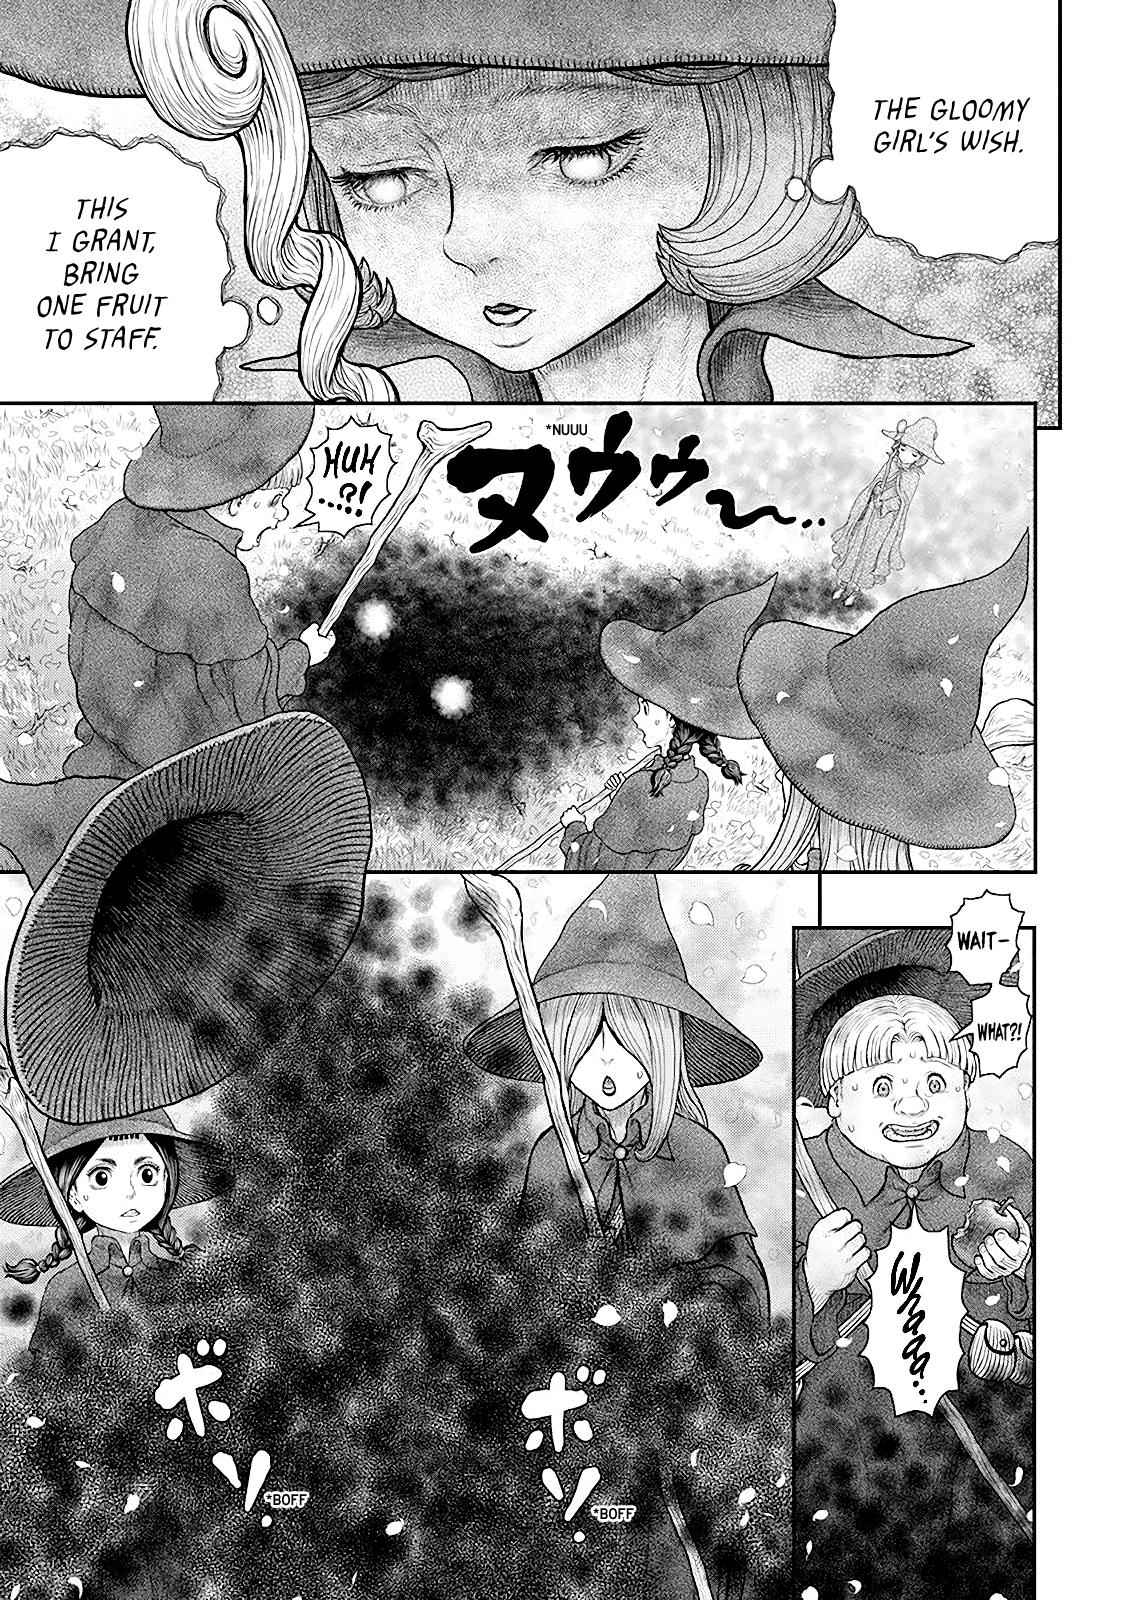 THE GLOOMY
GIRL'S WISH.
THIS
I GRANT,
BRING
ONE FRUIT
TO STAFF.
*NUUU
ヌウゥ〜‥
HUH
...?!
WAIT-
WHAT?!
Whaaa...
ボッ
*BOFF
ボッ
*BOFF